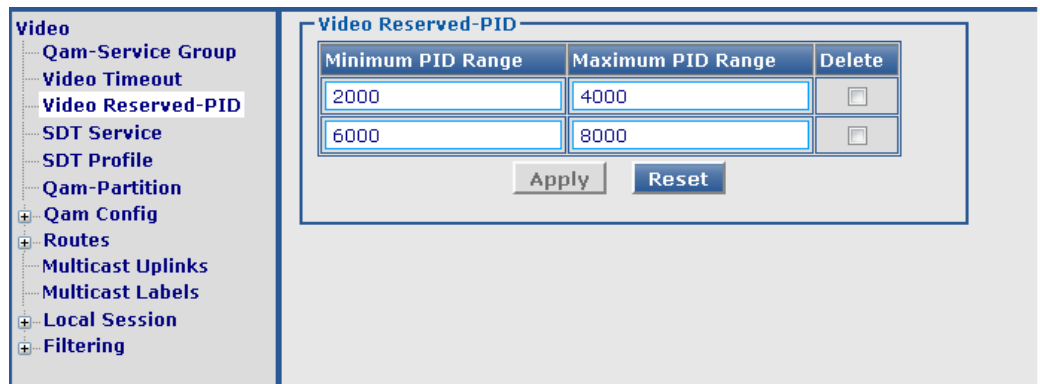 Video
Qam-Service Group
Video Timeout
Video Reserved-PID
SDT Service
SDT Profile
Qam-Partition
Qam Config
Routes
Multicast Uplinks
Multicast Labels
Local Session
Filtering
Video Reserved-PID
Minimum PID Range Maximum PID Range Delete
2000 4000
6000 8000
Apply Reset